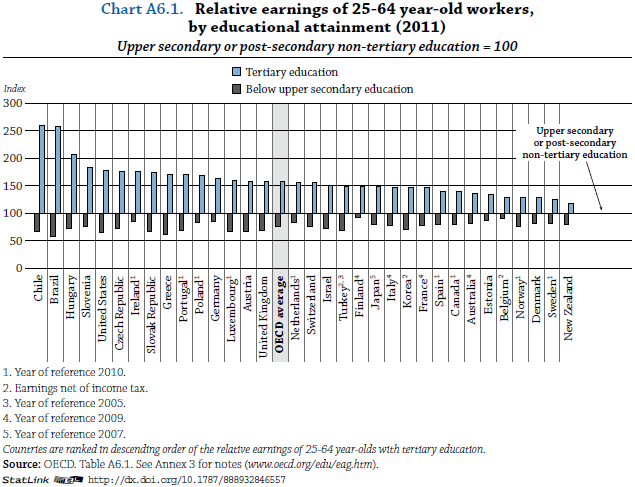 Chart A6.1. Relative earnings of 25-64 year-old workers,
by educational attainment (2011)
Upper secondary or post-secondary non-tertiary education = 100
Tertiary education
Below upper secondary education
Index
300
250
200
150
100
50
0
Upper secondary
or post-secondary
non-tertiary education
Chile
Brazil
Hungary
Slovenia
United States
Czech Republic
Ireland¹
Slovak Republic
Greece
Portugal¹
Poland¹
Germany
Luxembourg¹
Austria
United Kingdom
OECD average
Netherlands¹
Switzerland
Israel
Turkey²,³
Finland⁴
Japan⁵
Italy⁴
Korea²
France⁴
Spain¹
Canada¹
Australia⁴
Estonia
Belgium²
Norway¹
Denmark
Sweden¹
New Zealand
1. Year of reference 2010.
2. Earnings net of income tax.
3. Year of reference 2005.
4. Year of reference 2009.
5. Year of reference 2007.
Countries are ranked in descending order of the relative earnings of 25-64 year-olds with tertiary education.
Source: OECD. Table A6.1. See Annex 3 for notes (www.oecd.org/edu/eag.htm).
StatLink http://dx.doi.org/10.1787/888932846557